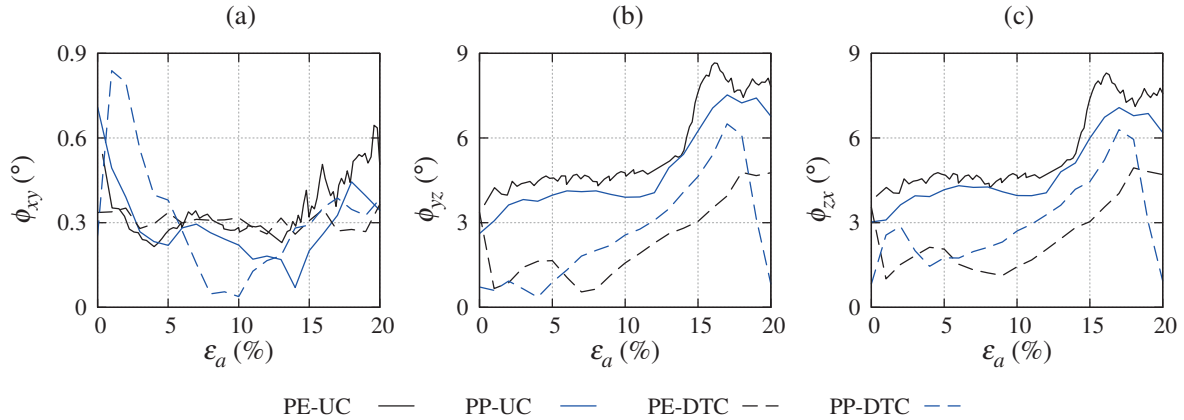 (a) (b) (c)
0.9 9 9
0.6 6 6
0.3 3 3
0 0 0
ϕxy (°) ϕyz (°) ϕzx (°)
0 5 10 15 20 0 5 10 15 20 0 5 10 15 20
εa (%) εa (%) εa (%)
PE-UC PP-UC PE-DTC PP-DTC